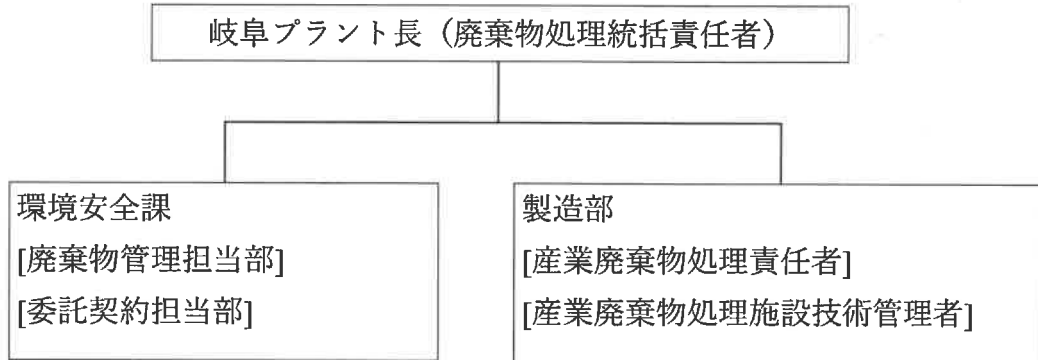 岐阜プラント長（廃棄物処理統括責任者）
環境安全課
[廃棄物管理担当部]
[委託契約担当部]
製造部
[産業廃棄物処理責任者]
[産業廃棄物処理施設技術管理者]